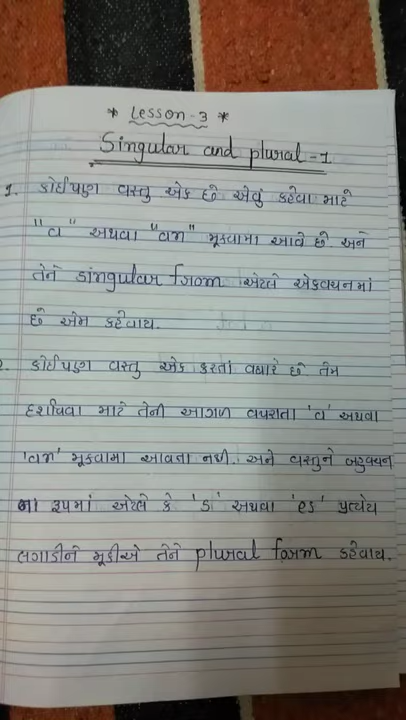 * Lesson - 3 *
Singular and plural - 1
1. કોઈપણ વસ્તુ એક છે એવું કહેવા માટે
"a" અથવા "an" મૂકવામાં આવે છે અને
તેને singular from એટલે એકવચનમાં
છે એમ કહેવાય.
2. કોઈપણ વસ્તુ એક કરતાં વધારે છે તેમ
દર્શાવવા માટે તેની આગળ વપરાતા 'a' અથવા
'an' મૂકવામા આવતા નથી. અને વસ્તુને બહુવચન
નાં રૂપમાં એટલે કે 's' અથવા 'es' પ્રત્યેય
લગાડીને મૂકીએ તેને plural form કહેવાય.